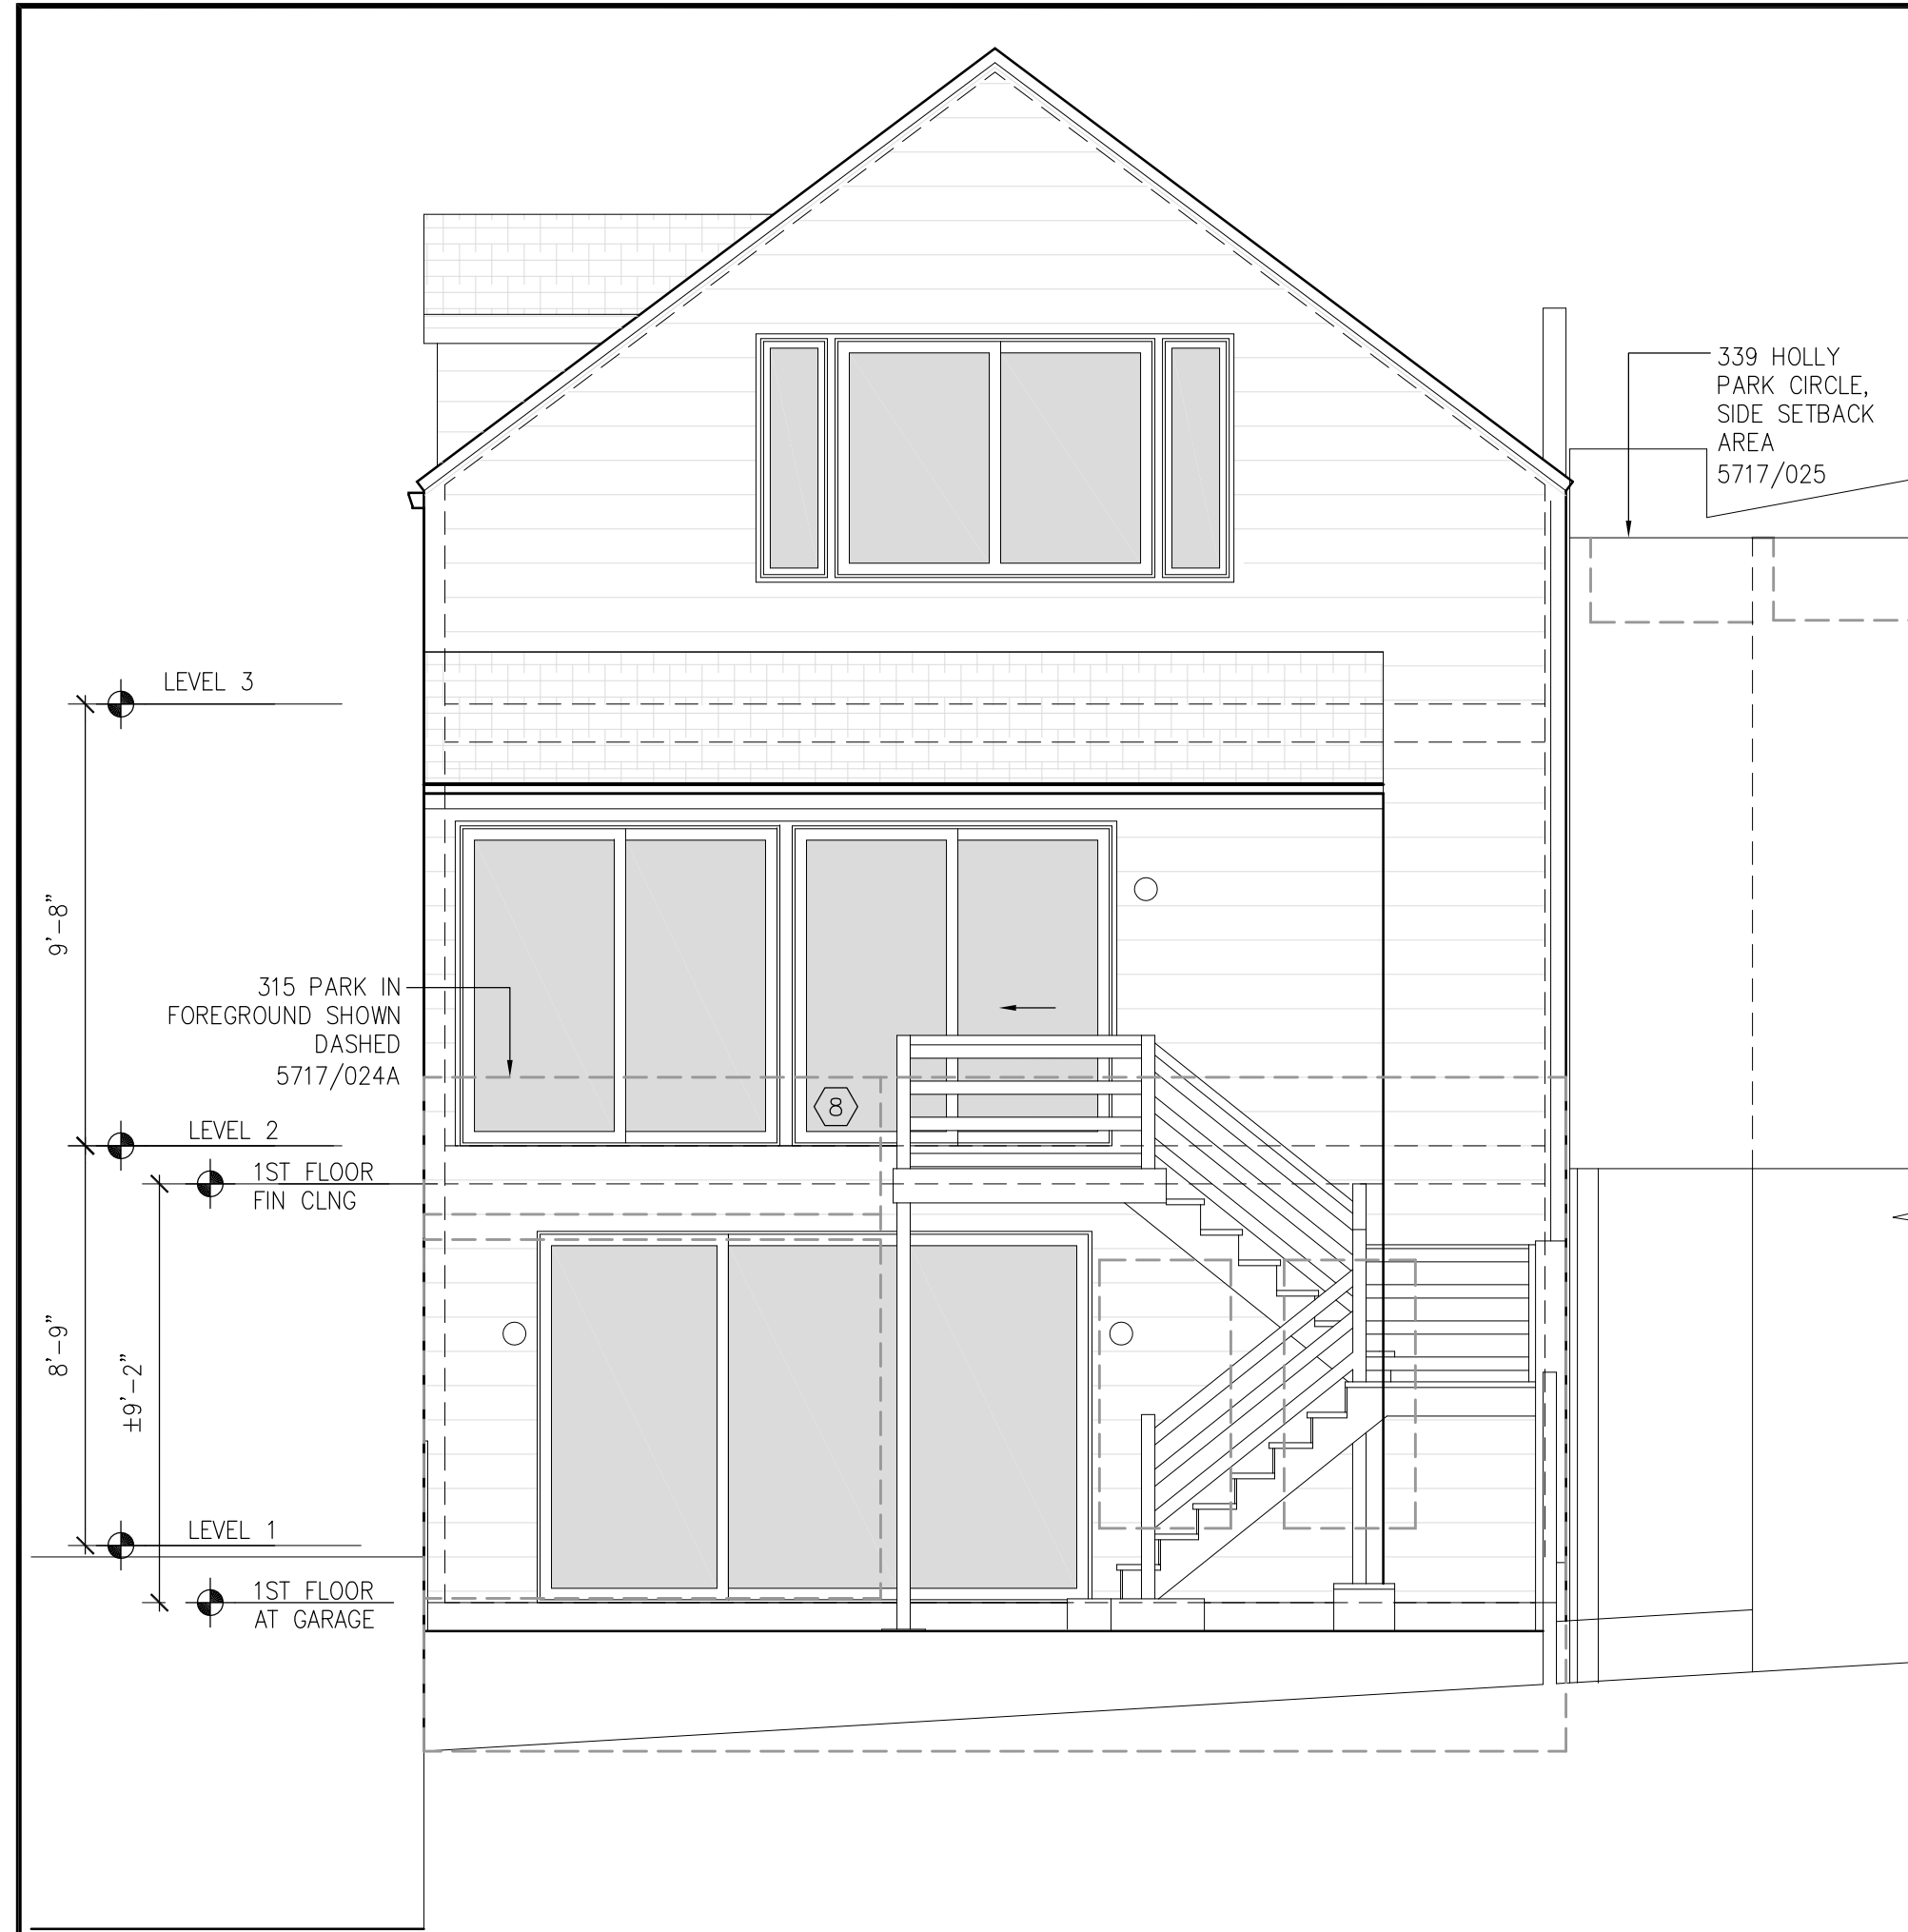 339 HOLLY
PARK CIRCLE,
SIDE SETBACK
AREA
5717/025
LEVEL 3
9'-8"
315 PARK IN
FOREGROUND SHOWN
DASHED
5717/024A
8
LEVEL 2
1ST FLOOR
FIN CLNG
8'-9"
±9'-2"
LEVEL 1
1ST FLOOR
AT GARAGE